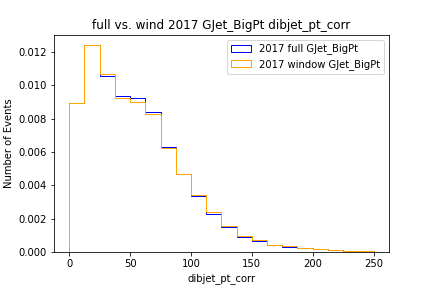 full vs. wind 2017 GJet_BigPt dibjet_pt_corr
2017 full GJet_BigPt
2017 window GJet_BigPt
Number of Events
0.012
0.010
0.008
0.006
0.004
0.002
0.000
0 50 100 150 200 250
dibjet_pt_corr